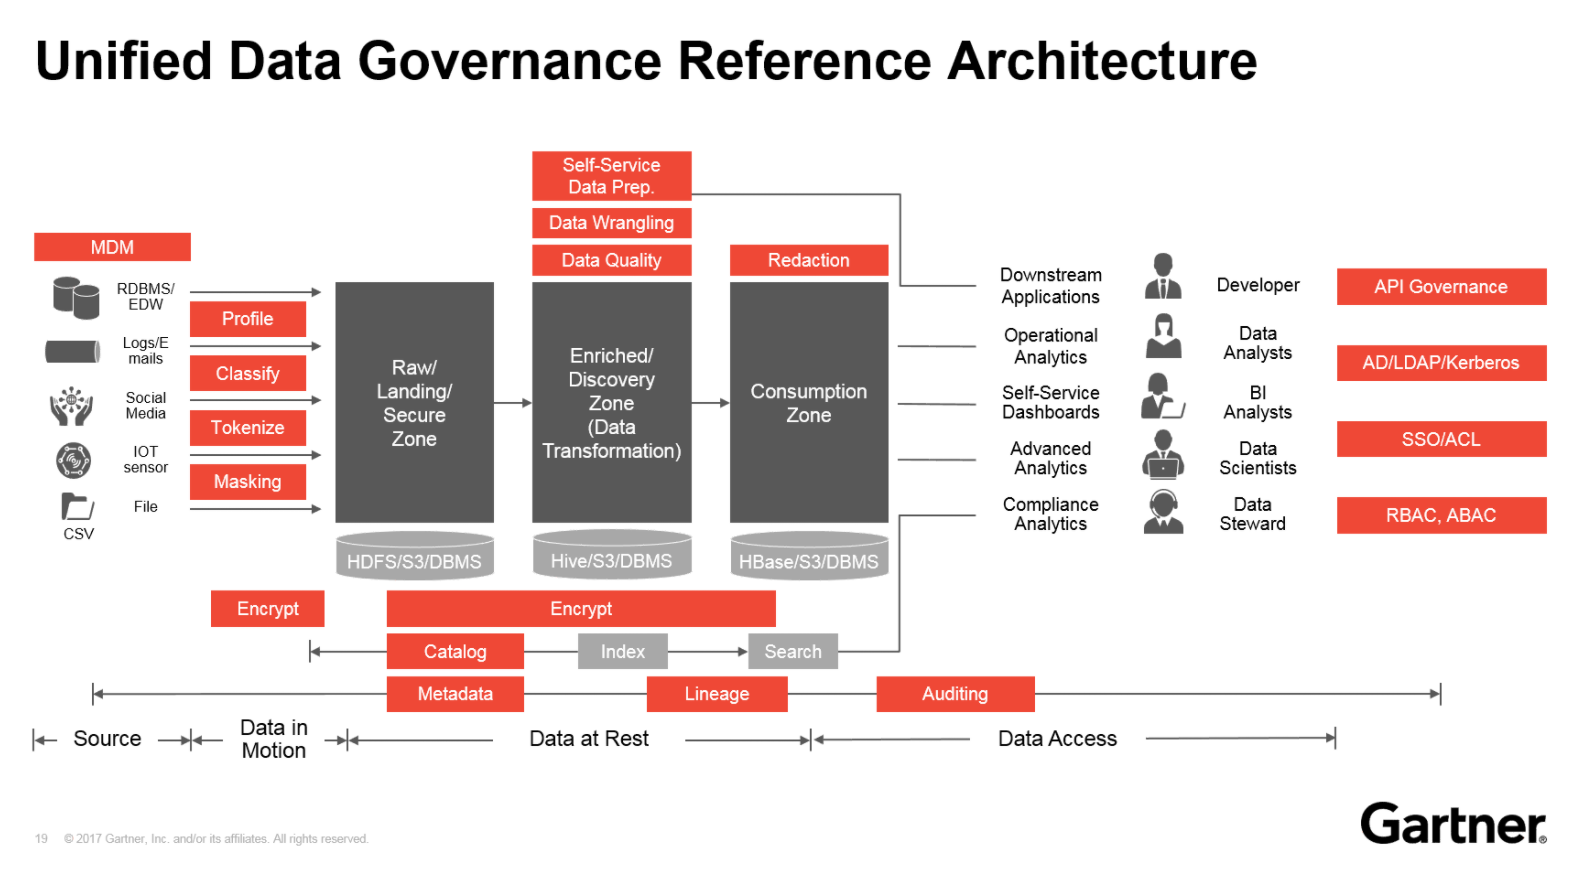 Unified Data Governance Reference Architecture
Self-Service
Data Prep.
Data Wrangling
Data Quality
Redaction
MDM
RDBMS/
EDW
Logs/E
mails
Social
Media
IOT
sensor
File
CSV
Profile
Classify
Tokenize
Masking
Raw/
Landing/
Secure
Zone
Enriched/
Discovery
Zone
(Data
Transformation)
Consumption
Zone
HDFS/S3/DBMS
Hive/S3/DBMS
HBase/S3/DBMS
Downstream
Applications
Operational
Analytics
Self-Service
Dashboards
Advanced
Analytics
Compliance
Analytics
Developer
Data
Analysts
BI
Analysts
Data
Scientists
Data
Steward
API Governance
AD/LDAP/Kerberos
SSO/ACL
RBAC, ABAC
Encrypt
Encrypt
Catalog
Index
Search
Metadata
Lineage
Auditing
Source
Data in
Motion
Data at Rest
Data Access
19 © 2017 Gartner, Inc. and/or its affiliates. All rights reserved.
Gartner®